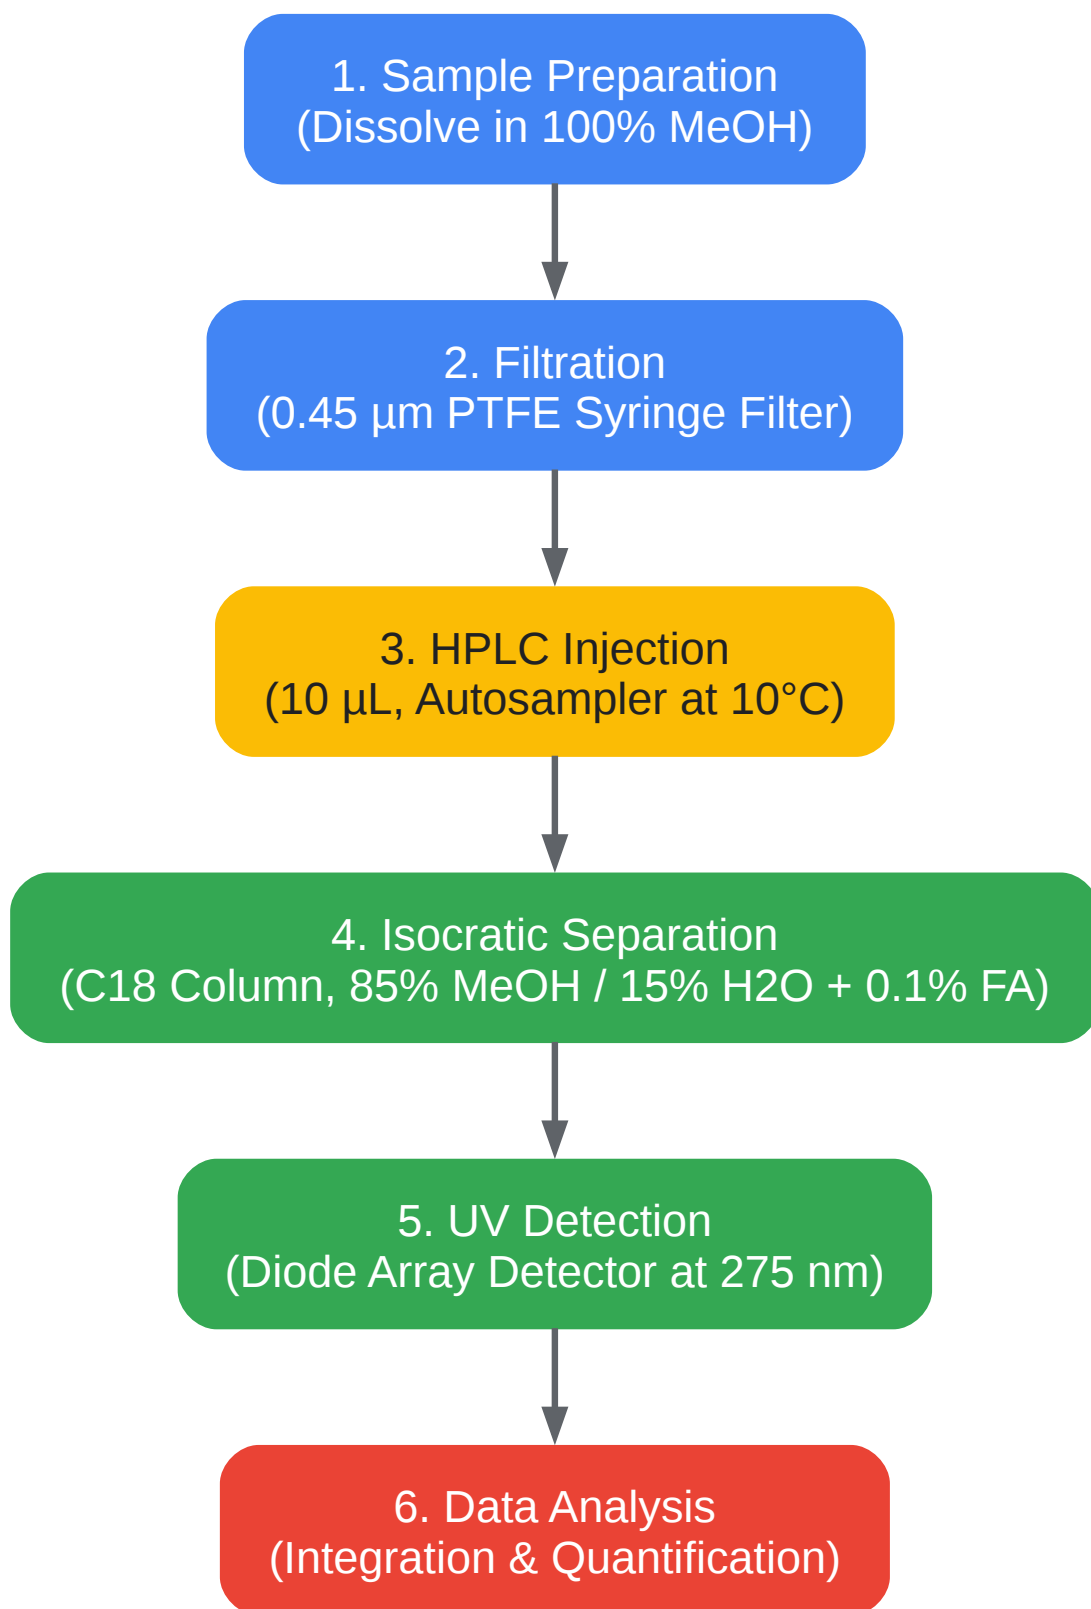 1. Sample Preparation
(Dissolve in 100% MeOH)
2. Filtration
(0.45 µm PTFE Syringe Filter)
3. HPLC Injection
(10 µL, Autosampler at 10°C)
4. Isocratic Separation
(C18 Column, 85% MeOH / 15% H2O + 0.1% FA)
5. UV Detection
(Diode Array Detector at 275 nm)
6. Data Analysis
(Integration & Quantification)